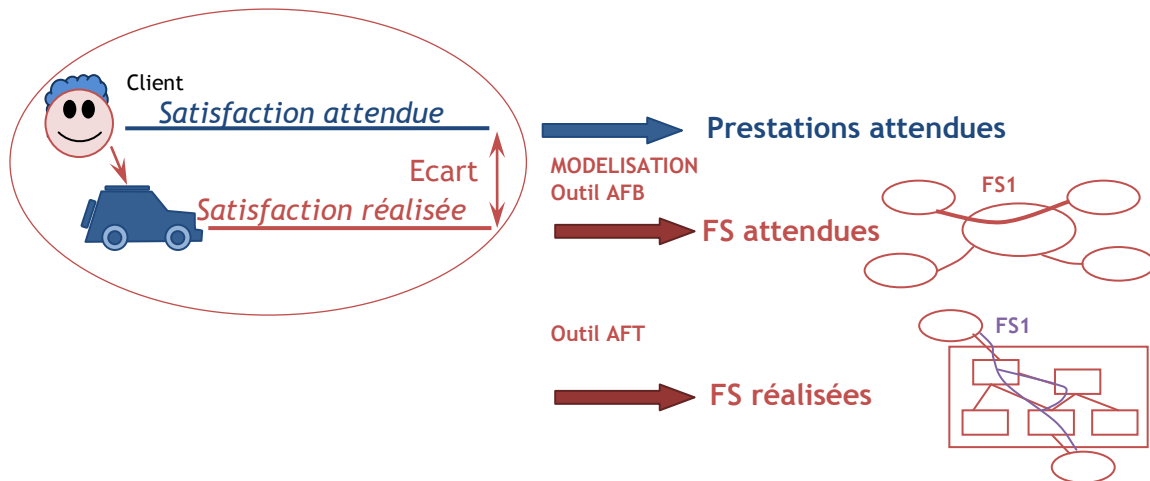 Client
Satisfaction attendue
Ecart
Satisfaction réalisée
Prestations attendues
MODELISATION
Outil AFB
FS attendues
FS1
Outil AFT
FS réalisées
FS1